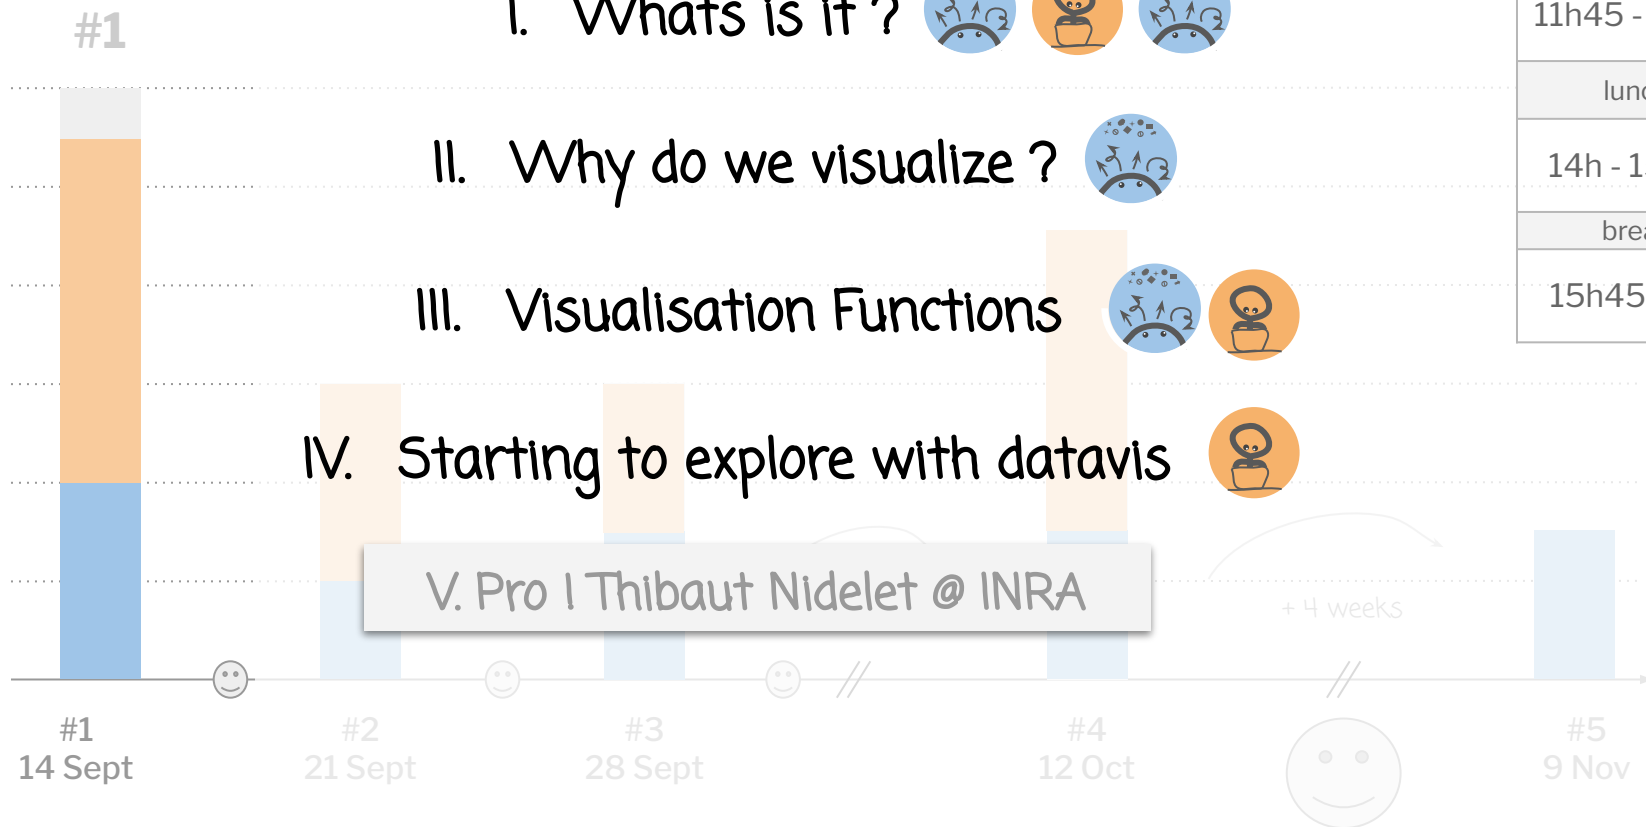 #1
I. Whats is it ?
11h45 -
II. Why do we visualize ?
14h - 1
III. Visualisation Functions
15h45
IV. Starting to explore with datavis
V. Pro ! Thibaut Nidelet @ INRA
+ 4 weeks
#1
14 Sept
#2
21 Sept
#3
28 Sept
#4
12 Oct
#5
9 Nov